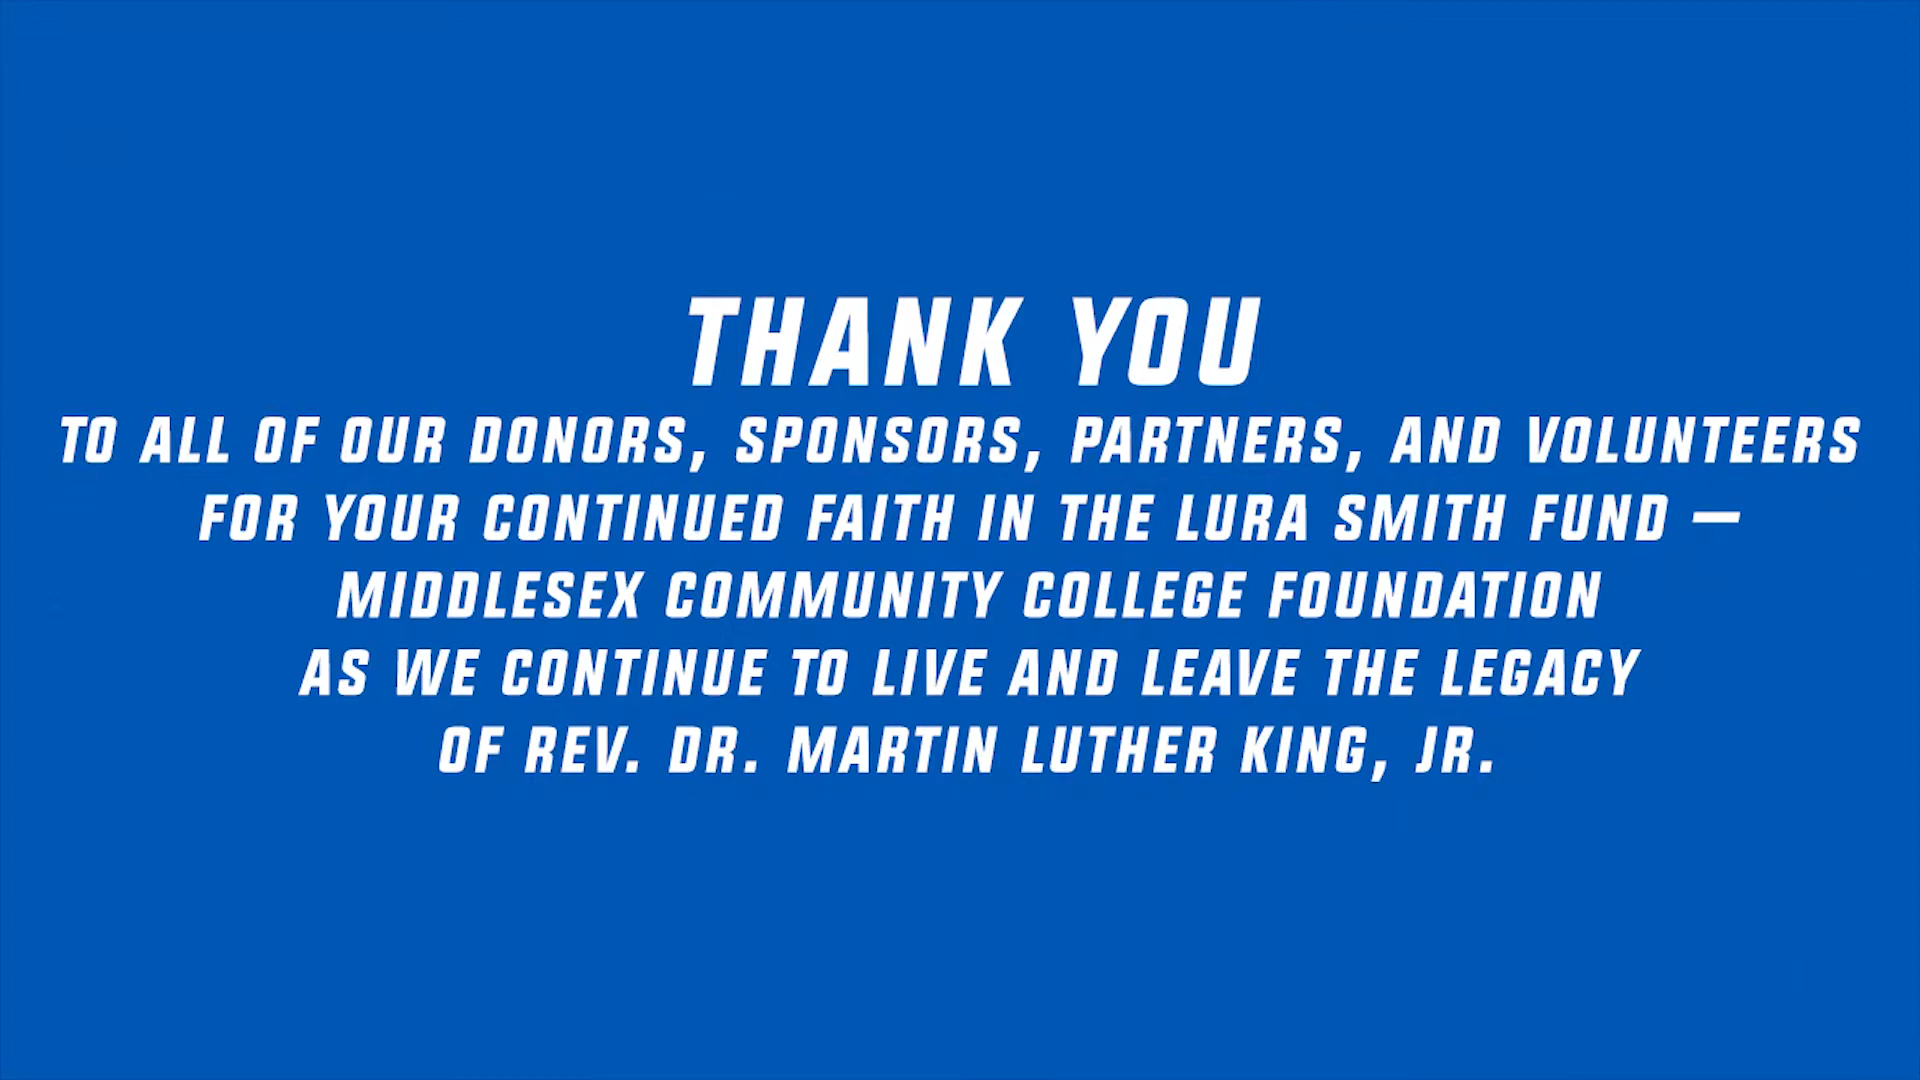 THANK YOU
TO ALL OF OUR DONORS, SPONSORS, PARTNERS, AND VOLUNTEERS
FOR YOUR CONTINUED FAITH IN THE LURA SMITH FUND —
MIDDLESEX COMMUNITY COLLEGE FOUNDATION
AS WE CONTINUE TO LIVE AND LEAVE THE LEGACY
OF REV. DR. MARTIN LUTHER KING, JR.